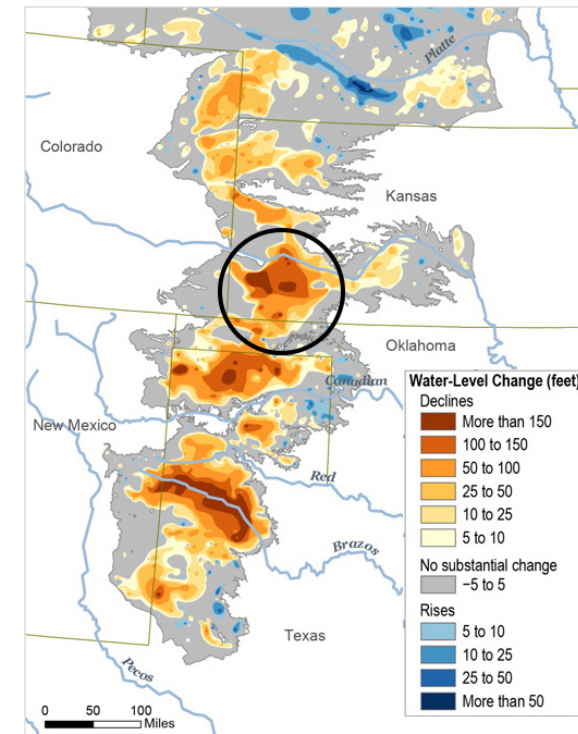 Platte
Colorado
Kansas
Oklahoma
Canadian
New Mexico
Red
Brazos
Texas
Pecos
0 50 100
Miles
Water-Level Change (feet)
Declines
More than 150
100 to 150
50 to 100
25 to 50
10 to 25
5 to 10
No substantial change
−5 to 5
Rises
5 to 10
10 to 25
25 to 50
More than 50